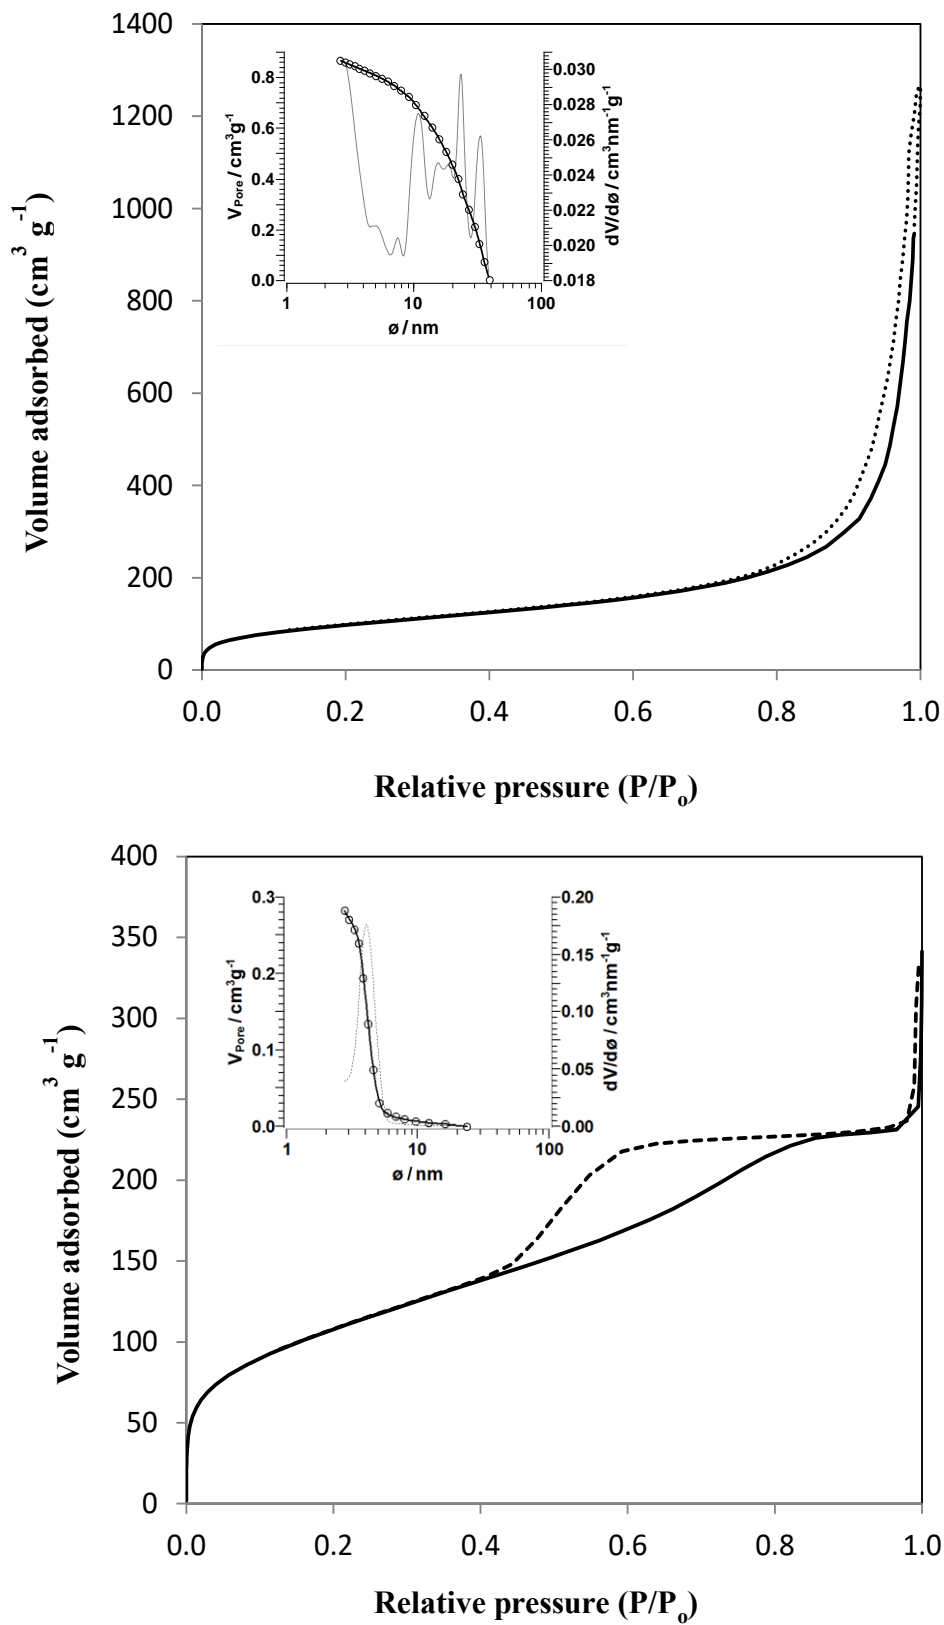 1400
1200
1000
800
600
400
200
0
Volume adsorbed (cm³ g⁻¹)
0.8
0.6
0.4
0.2
0.0
V_Pore / cm³g⁻¹
0.030
0.028
0.026
0.024
0.022
0.020
0.018
dV/dø / cm³nm⁻¹g⁻¹
1 10 100
ø / nm
0.0 0.2 0.4 0.6 0.8 1.0
Relative pressure (P/P₀)
400
350
300
250
200
150
100
50
0
Volume adsorbed (cm³ g⁻¹)
0.3
0.2
0.1
0.0
V_Pore / cm³g⁻¹
0.20
0.15
0.10
0.05
0.00
dV/dø / cm³nm⁻¹g⁻¹
1 10 100
ø / nm
0.0 0.2 0.4 0.6 0.8 1.0
Relative pressure (P/P₀)